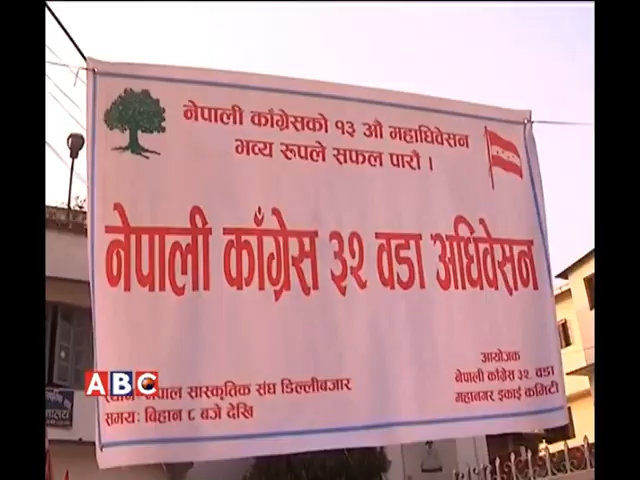 नेपाली काँग्रेसको १३ औं महाधिवेसन
भव्य रूपले सफल पारौं ।
नेपाली काँग्रेस ३२ वडा अधिवेसन
आयोजक
नेपाली काँग्रेस ३२ वडा
महानगर इकाई कमिटी
ABC
नेपाल सास्कृतिक संघ डिल्लीबजार
समयः बिहान ८ बजे देखि